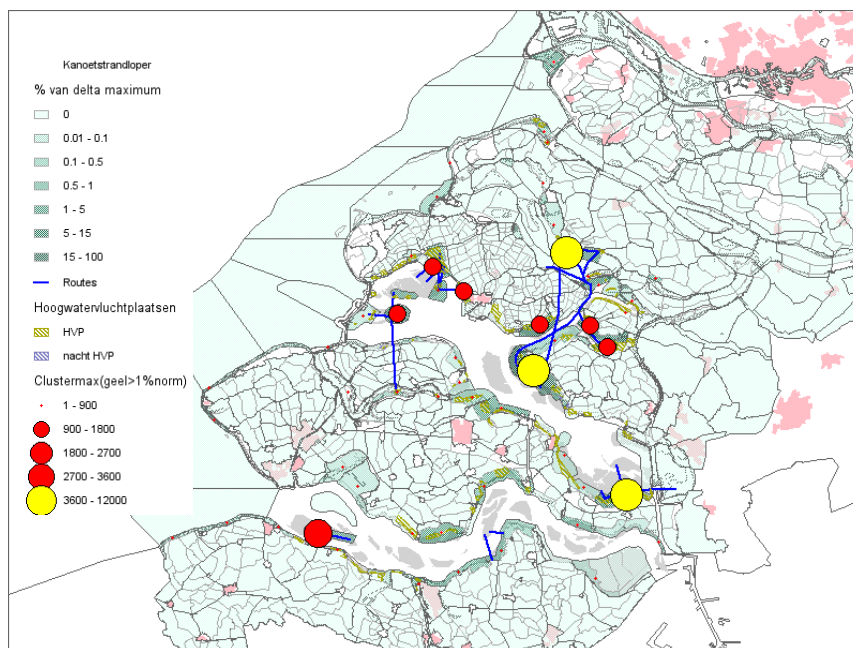 Kanoetstrandloper
% van delta maximum
0
0.01 - 0.1
0.1 - 0.5
0.5 - 1
1 - 5
5 - 15
15 - 100
Routes
Hoogwatervluchtplaatsen
HVP
nacht HVP
Clustermax(geel>1%norm)
1 - 900
900 - 1800
1800 - 2700
2700 - 3600
3600 - 12000